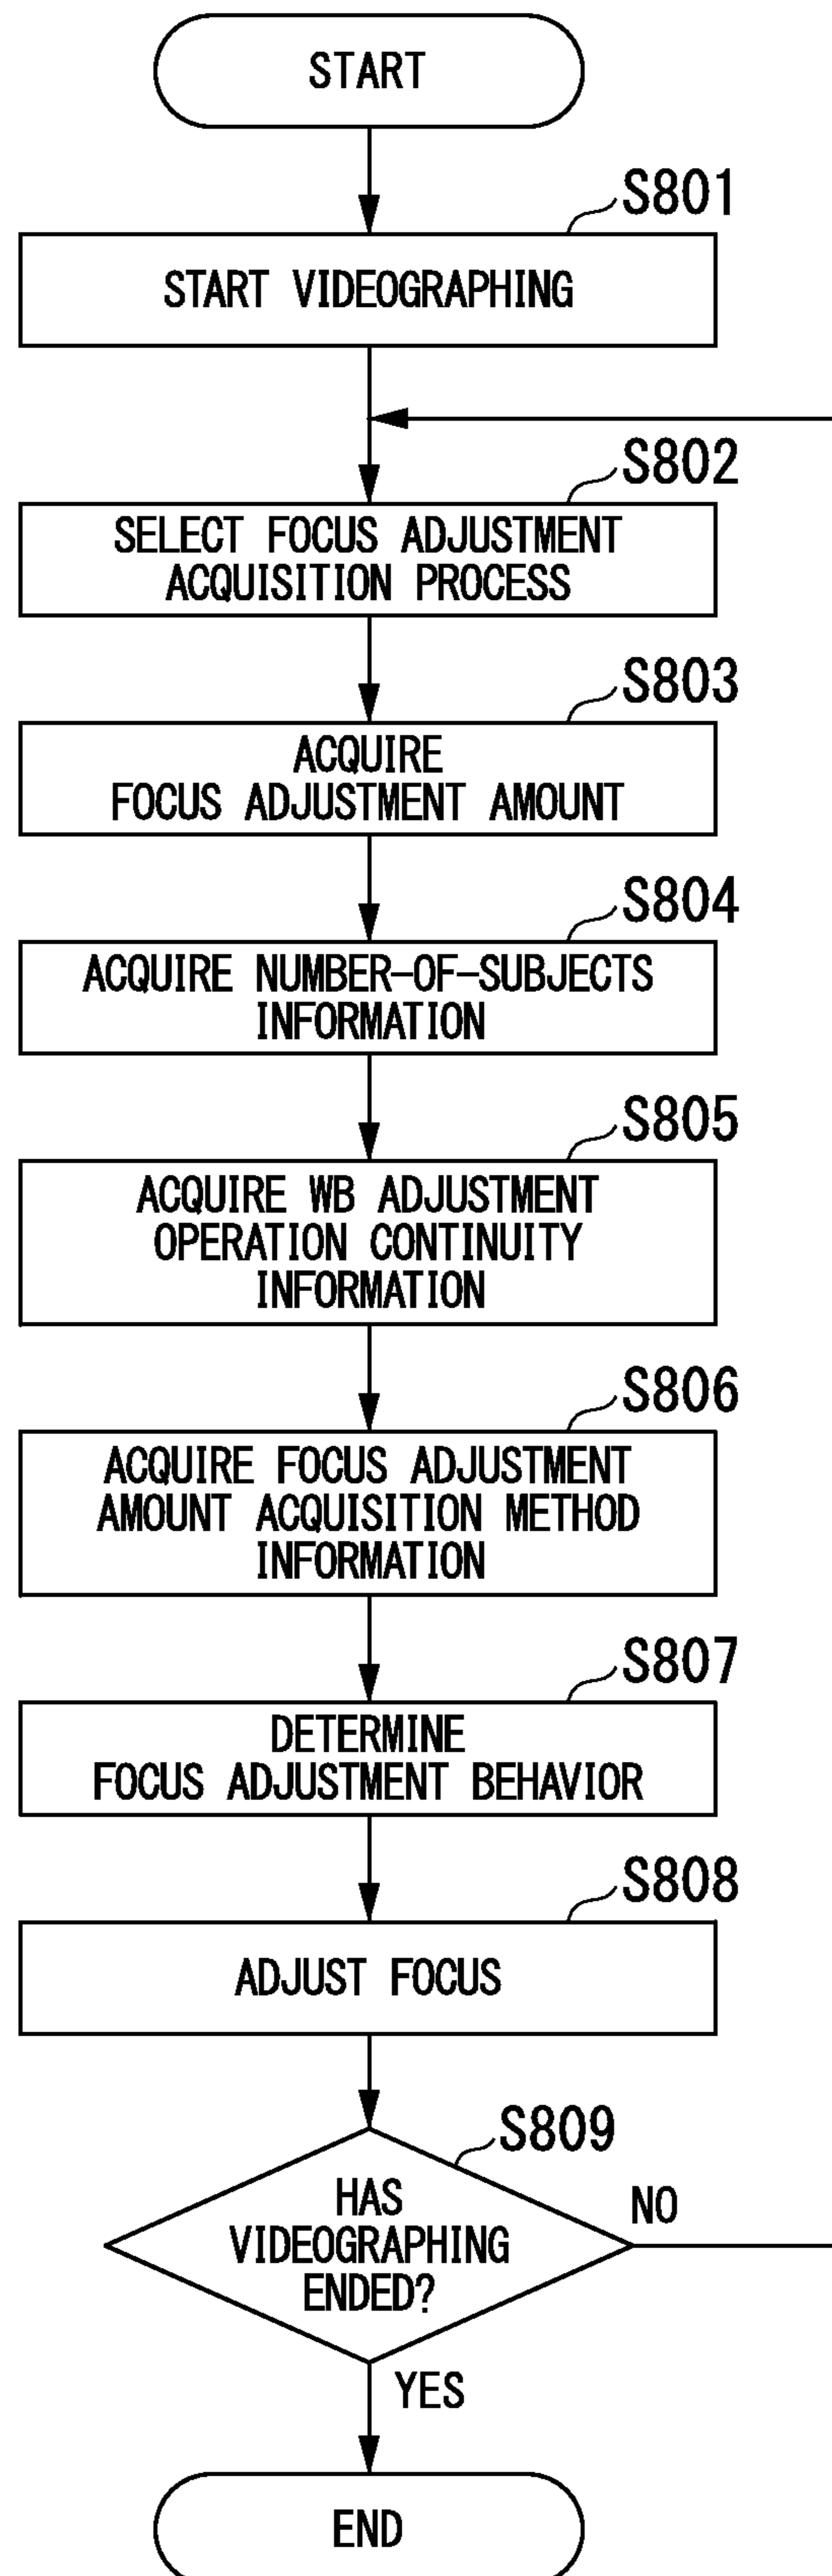 START
S801
START VIDEOGRAPHING
S802
SELECT FOCUS ADJUSTMENT
ACQUISITION PROCESS
S803
ACQUIRE
FOCUS ADJUSTMENT AMOUNT
S804
ACQUIRE NUMBER-OF-SUBJECTS
INFORMATION
S805
ACQUIRE WB ADJUSTMENT
OPERATION CONTINUITY
INFORMATION
S806
ACQUIRE FOCUS ADJUSTMENT
AMOUNT ACQUISITION METHOD
INFORMATION
S807
DETERMINE
FOCUS ADJUSTMENT BEHAVIOR
S808
ADJUST FOCUS
S809
HAS
VIDEOGRAPHING
ENDED?
NO
YES
END